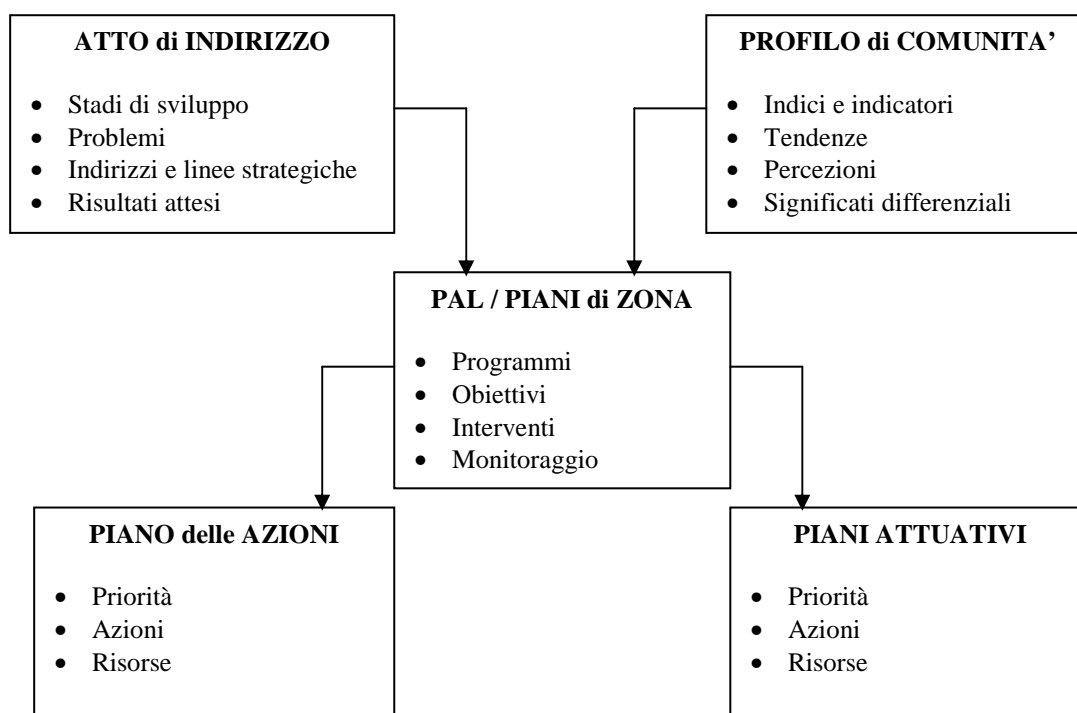 ATTO di INDIRIZZO
• Stadi di sviluppo
• Problemi
• Indirizzi e linee strategiche
• Risultati attesi
PROFILO di COMUNITA’
• Indici e indicatori
• Tendenze
• Percezioni
• Significati differenziali
PAL / PIANI di ZONA
• Programmi
• Obiettivi
• Interventi
• Monitoraggio
PIANO delle AZIONI
• Priorità
• Azioni
• Risorse
PIANI ATTUATIVI
• Priorità
• Azioni
• Risorse